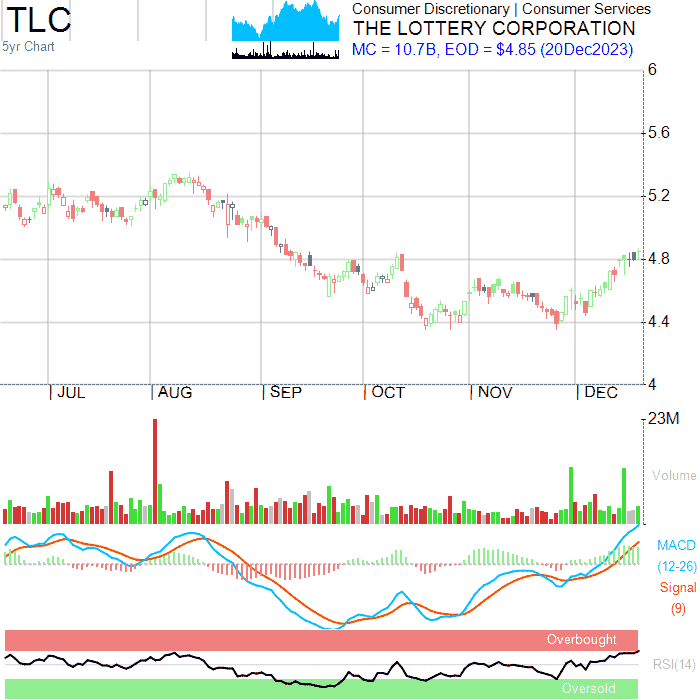 TLC
5yr Chart
Consumer Discretionary | Consumer Services
THE LOTTERY CORPORATION
MC = 10.7B, EOD = $4.85 (20Dec2023)
6
5.6
5.2
4.8
4.4
4
JUL AUG SEP OCT NOV DEC
23M
Volume
MACD
(12-26)
Signal
(9)
Overbought
RSI(14)
Oversold